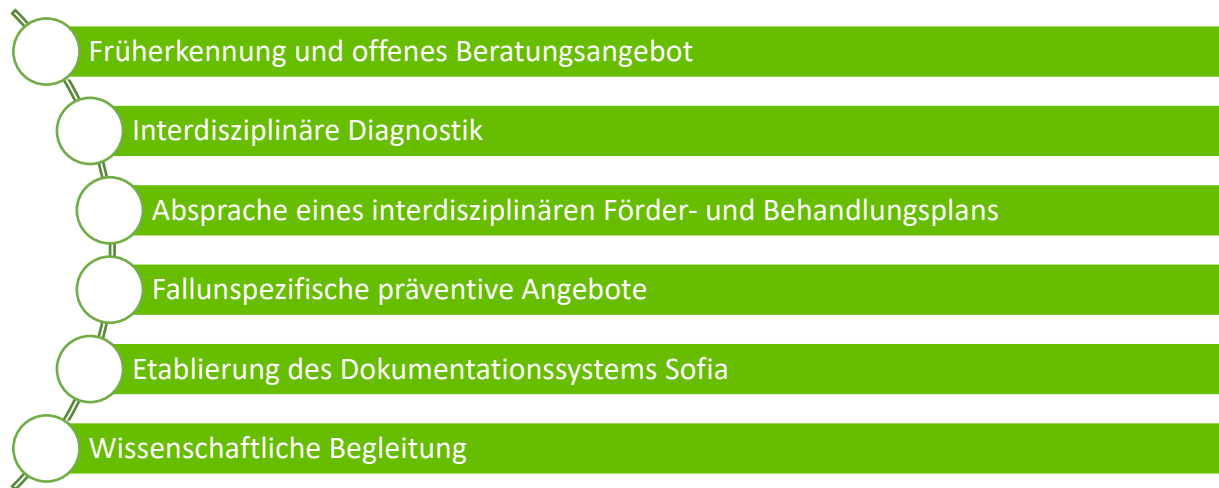 Früherkennung und offenes Beratungsangebot
Interdisziplinäre Diagnostik
Absprache eines interdisziplinären Förder- und Behandlungsplans
Fallunspezifische präventive Angebote
Etablierung des Dokumentationssystems Sofia
Wissenschaftliche Begleitung